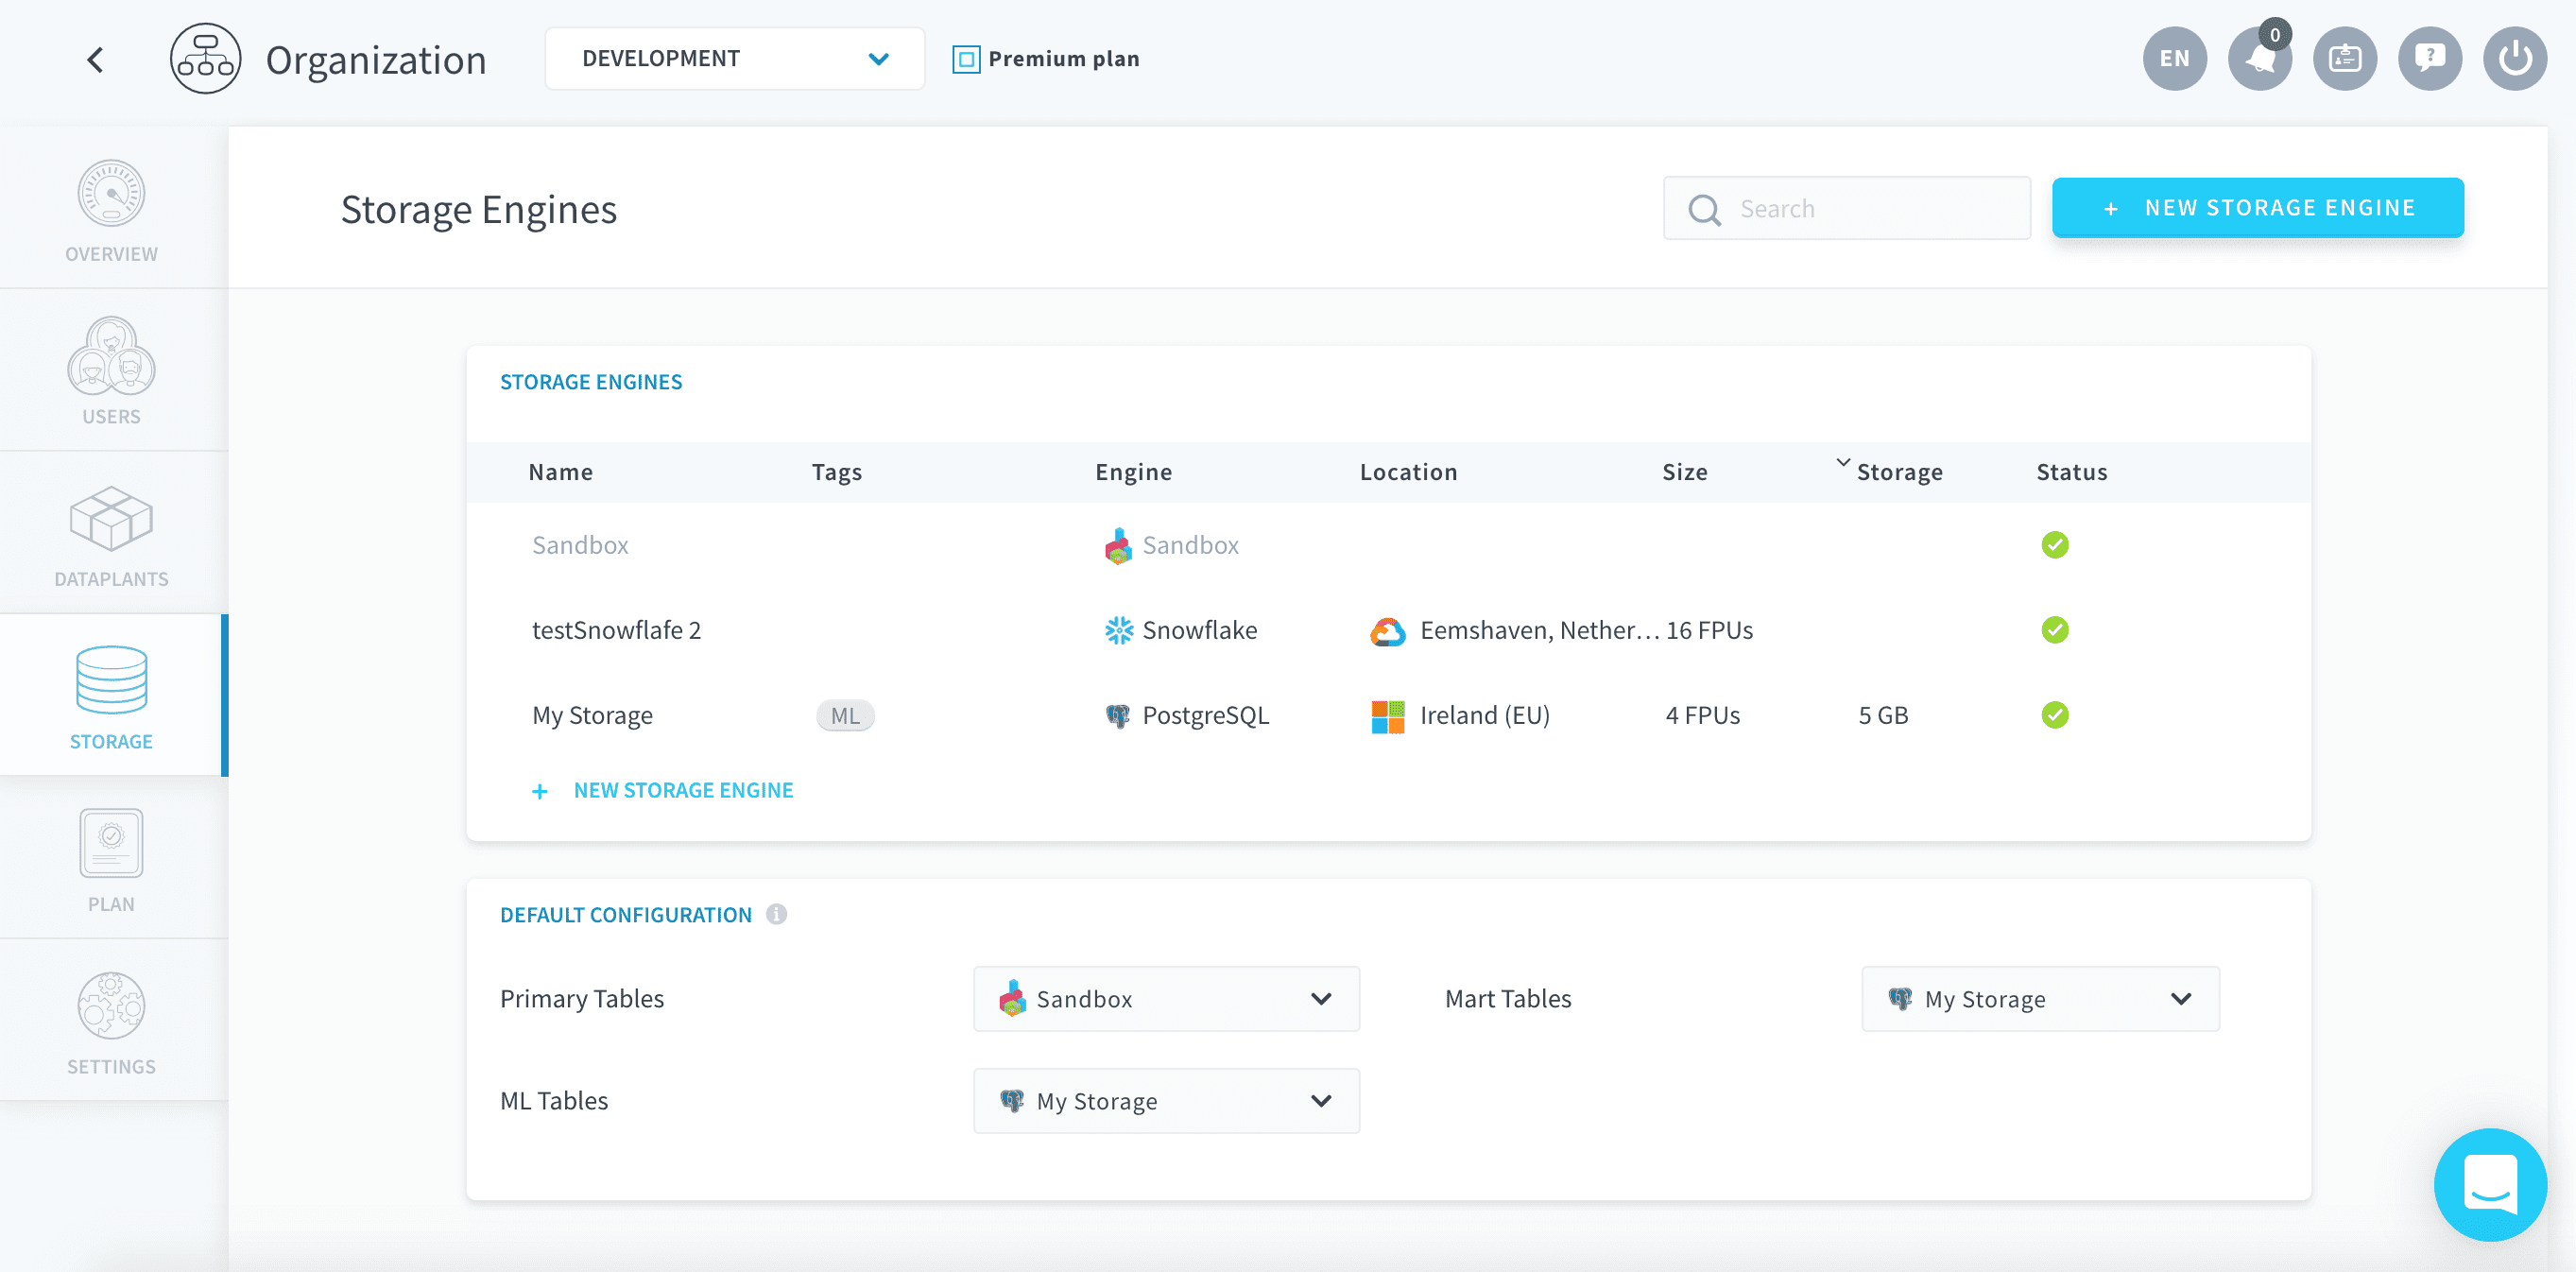 Organization
DEVELOPMENT
Premium plan
EN
0
OVERVIEW
USERS
DATAPLANTS
STORAGE
PLAN
SETTINGS
Storage Engines
Search
+ NEW STORAGE ENGINE
STORAGE ENGINES
Name Tags Engine Location Size Storage Status
Sandbox Sandbox
testSnowflafe 2 Snowflake Eemshaven, Nether... 16 FPUs
My Storage ML PostgreSQL Ireland (EU) 4 FPUs 5 GB
+ NEW STORAGE ENGINE
DEFAULT CONFIGURATION i
Primary Tables Sandbox Mart Tables My Storage
ML Tables My Storage